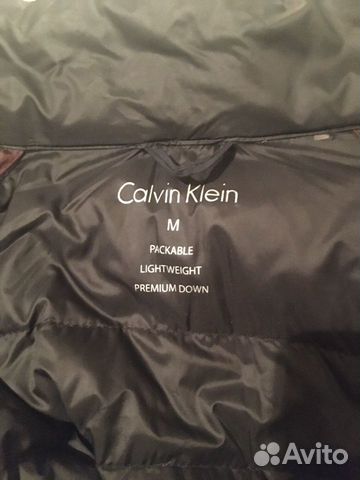 Calvin Klein
M
PACKABLE
LIGHTWEIGHT
PREMIUM DOWN
Avito